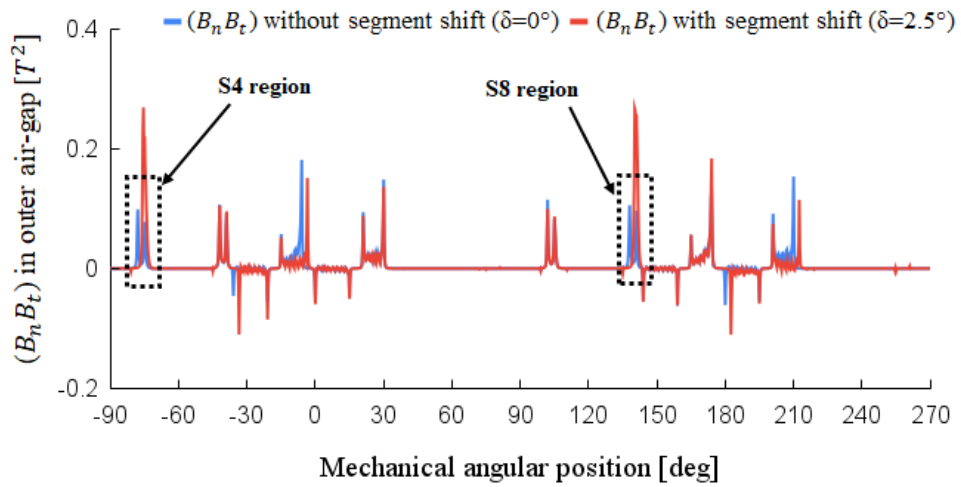 (BₙBₜ) without segment shift (δ=0°) (BₙBₜ) with segment shift (δ=2.5°)
(BₙBₜ) in outer air-gap [T²]
0.4
0.2
0
-0.2
S4 region
S8 region
-90 -60 -30 0 30 60 90 120 150 180 210 240 270
Mechanical angular position [deg]